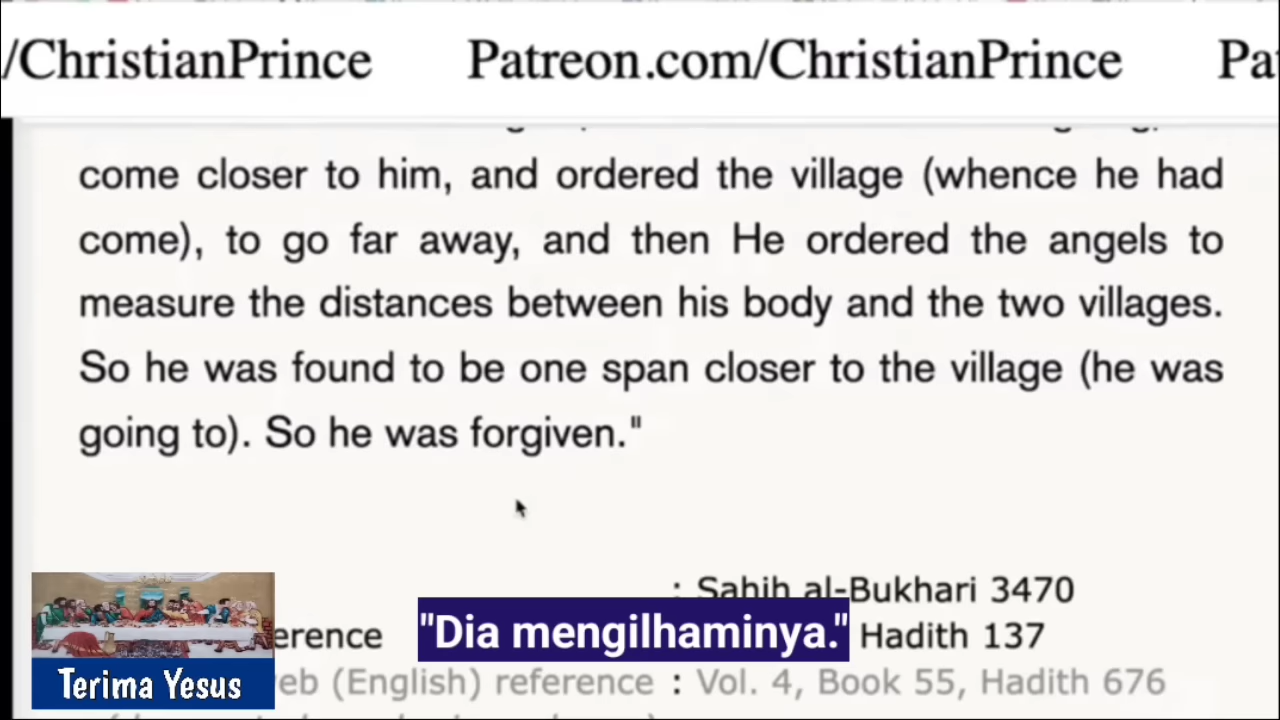 /ChristianPrince Patreon.com/ChristianPrince Pa
come closer to him, and ordered the village (whence he had
come), to go far away, and then He ordered the angels to
measure the distances between his body and the two villages.
So he was found to be one span closer to the village (he was
going to). So he was forgiven."
: Sahih al-Bukhari 3470
erence "Dia mengilhaminya." Hadith 137
Terima Yesus
eb (English) reference : Vol. 4, Book 55, Hadith 676